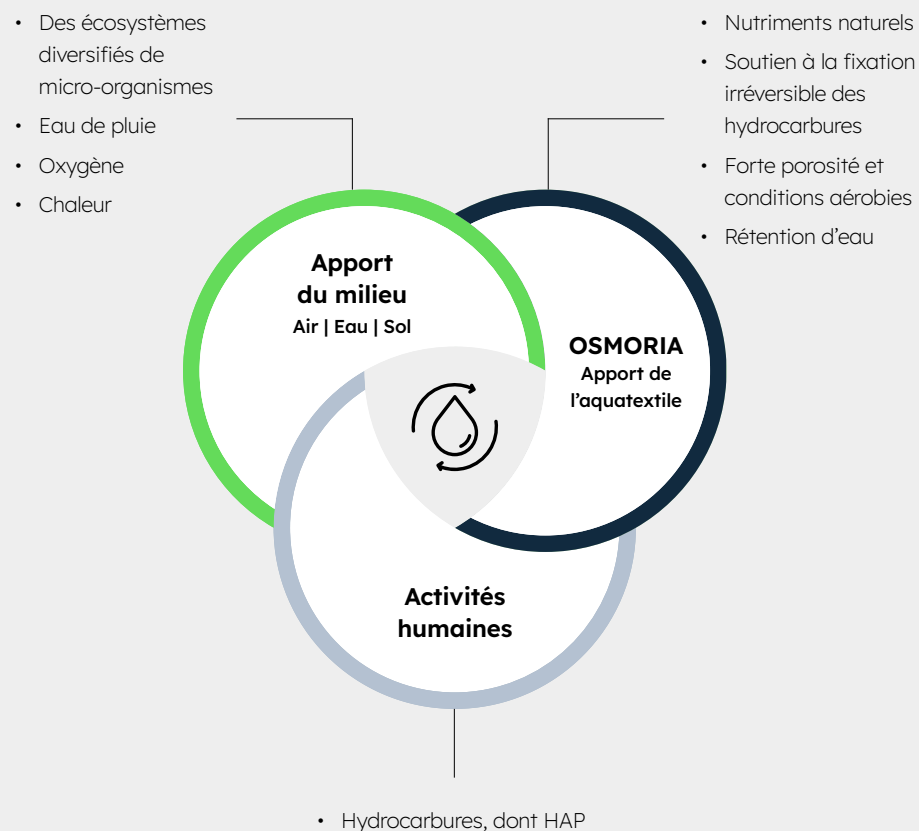 • Des écosystèmes
diversifiés de
micro-organismes
• Eau de pluie
• Oxygène
• Chaleur
• Nutriments naturels
• Soutien à la fixation
irréversible des
hydrocarbures
• Forte porosité et
conditions aérobies
• Rétention d’eau
Apport
du milieu
Air | Eau | Sol
OSMORIA
Apport de
l’aquatextile
Activités
humaines
• Hydrocarbures, dont HAP